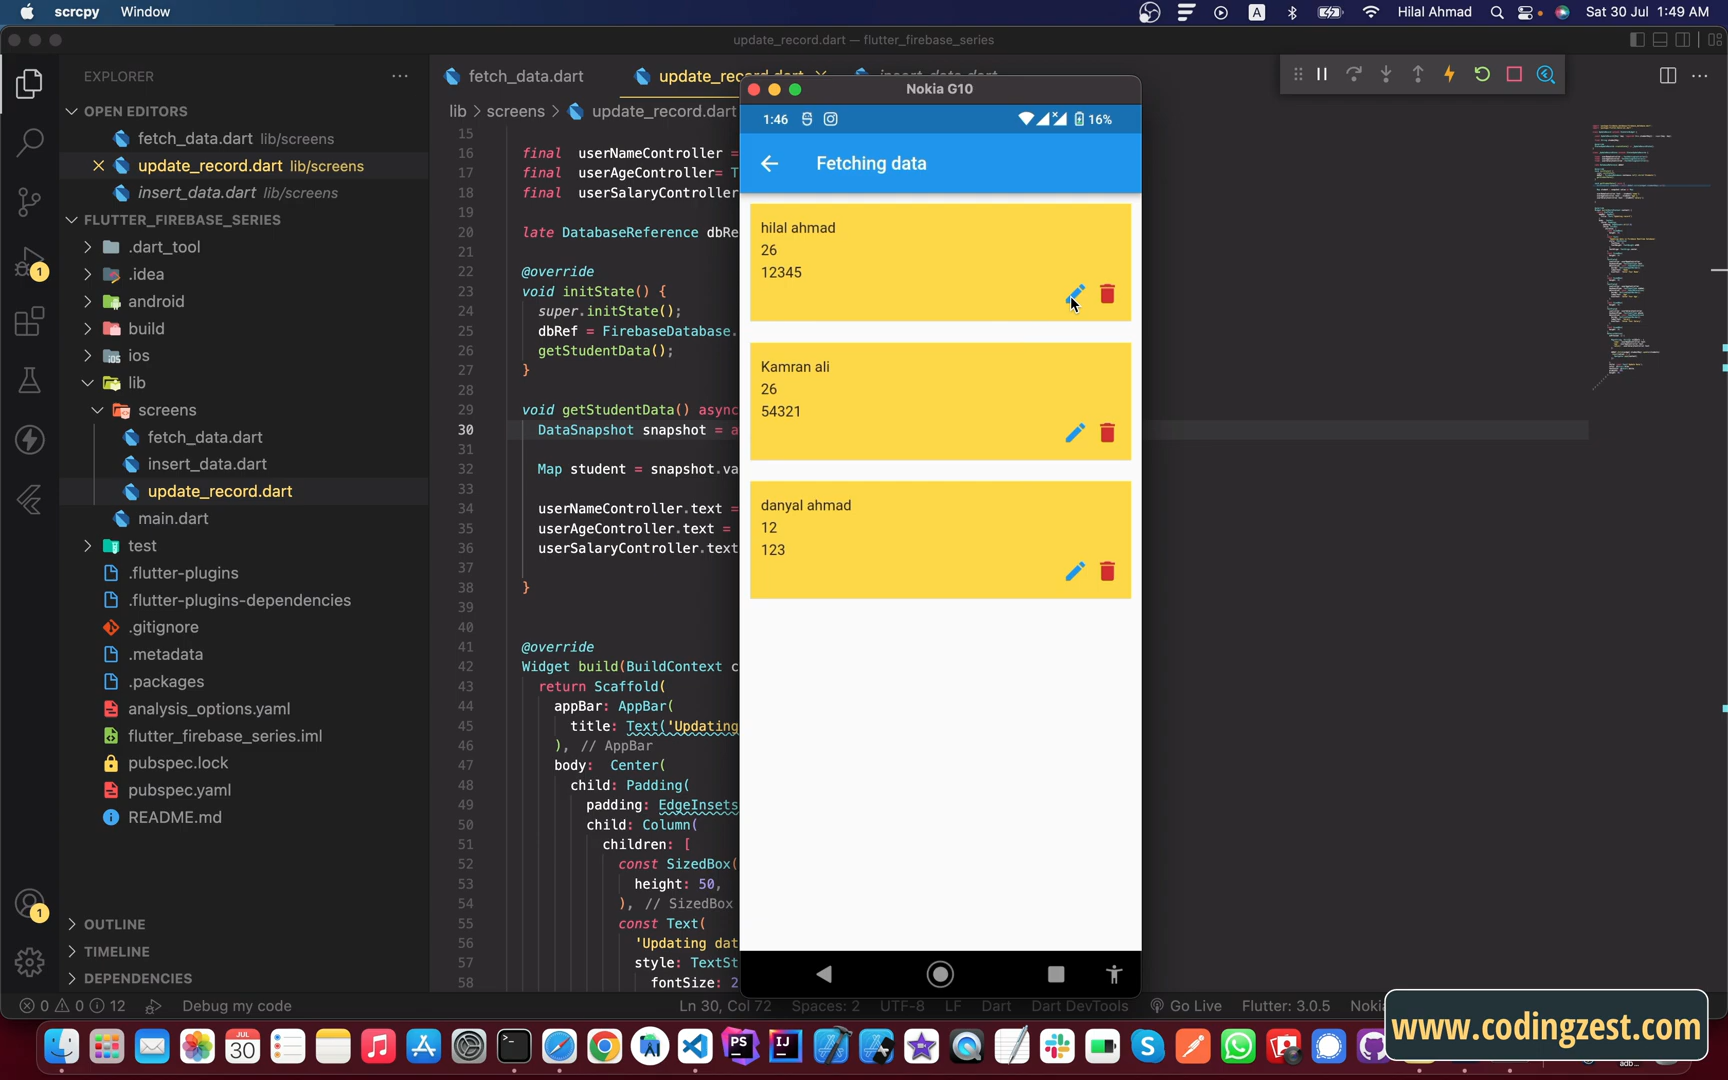 scrcpy Window
A
Hilal Ahmad
Sat 30 Jul 1:49 AM
update_record.dart — flutter_firebase_series
EXPLORER
OPEN EDITORS
fetch_data.dart lib/screens
update_record.dart lib/screens
insert_data.dart lib/screens
FLUTTER_FIREBASE_SERIES
.dart_tool
.idea
android
build
ios
lib
screens
fetch_data.dart
insert_data.dart
update_record.dart
main.dart
test
.flutter-plugins
.flutter-plugins-dependencies
.gitignore
.metadata
.packages
analysis_options.yaml
flutter_firebase_series.iml
pubspec.lock
pubspec.yaml
README.md
OUTLINE
TIMELINE
DEPENDENCIES
1
1
fetch_data.dart
update_record.dart
insert_data.dart
lib > screens > update_record.dart
15
16 final userNameController =
17 final userAgeController= T
18 final userSalaryController
19
20 late DatabaseReference dbRe
21
22 @override
23 void initState() {
24 super.initState();
25 dbRef = FirebaseDatabase.
26 getStudentData();
27 }
28
29 void getStudentData() async
30 DataSnapshot snapshot = a
31
32 Map student = snapshot.va
33
34 userNameController.text =
35 userAgeController.text =
36 userSalaryController.text
37
38 }
39
40
41 @override
42 Widget build(BuildContext c
43 return Scaffold(
44 appBar: AppBar(
45 title: Text('Updating
46 ), // AppBar
47 body: Center(
48 child: Padding(
49 padding: EdgeInsets
50 child: Column(
51 children: [
52 const SizedBox(
53 height: 50,
54 ), // SizedBox
55 const Text(
56 'Updating dat
57 style: TextSt
58 fontSize: 2
Nokia G10
1:46
16%
Fetching data
hilal ahmad
26
12345
Kamran ali
26
54321
danyal ahmad
12
123
0 0 12
Debug my code
Ln 30, Col 72
Spaces: 2
UTF-8
LF
Dart
Dart DevTools
Go Live
Flutter: 3.0.5
Noki
www.codingzest.com
JUL
30
PS
IJ
adb